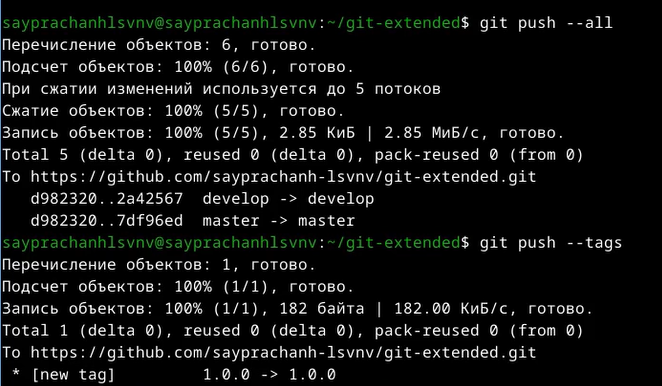 sayprachanhlsvnv@sayprachanhlsvnv:~/git-extended$ git push --all
Перечисление объектов: 6, готово.
Подсчет объектов: 100% (6/6), готово.
При сжатии изменений используется до 5 потоков
Сжатие объектов: 100% (5/5), готово.
Запись объектов: 100% (5/5), 2.85 КиБ | 2.85 МиБ/с, готово.
Total 5 (delta 0), reused 0 (delta 0), pack-reused 0 (from 0)
To https://github.com/sayprachanh-lsvnv/git-extended.git
   d982320..2a42567  develop -> develop
   d982320..7df96ed  master -> master
sayprachanhlsvnv@sayprachanhlsvnv:~/git-extended$ git push --tags
Перечисление объектов: 1, готово.
Подсчет объектов: 100% (1/1), готово.
Запись объектов: 100% (1/1), 182 байта | 182.00 КиБ/с, готово.
Total 1 (delta 0), reused 0 (delta 0), pack-reused 0 (from 0)
To https://github.com/sayprachanh-lsvnv/git-extended.git
 * [new tag]         1.0.0 -> 1.0.0